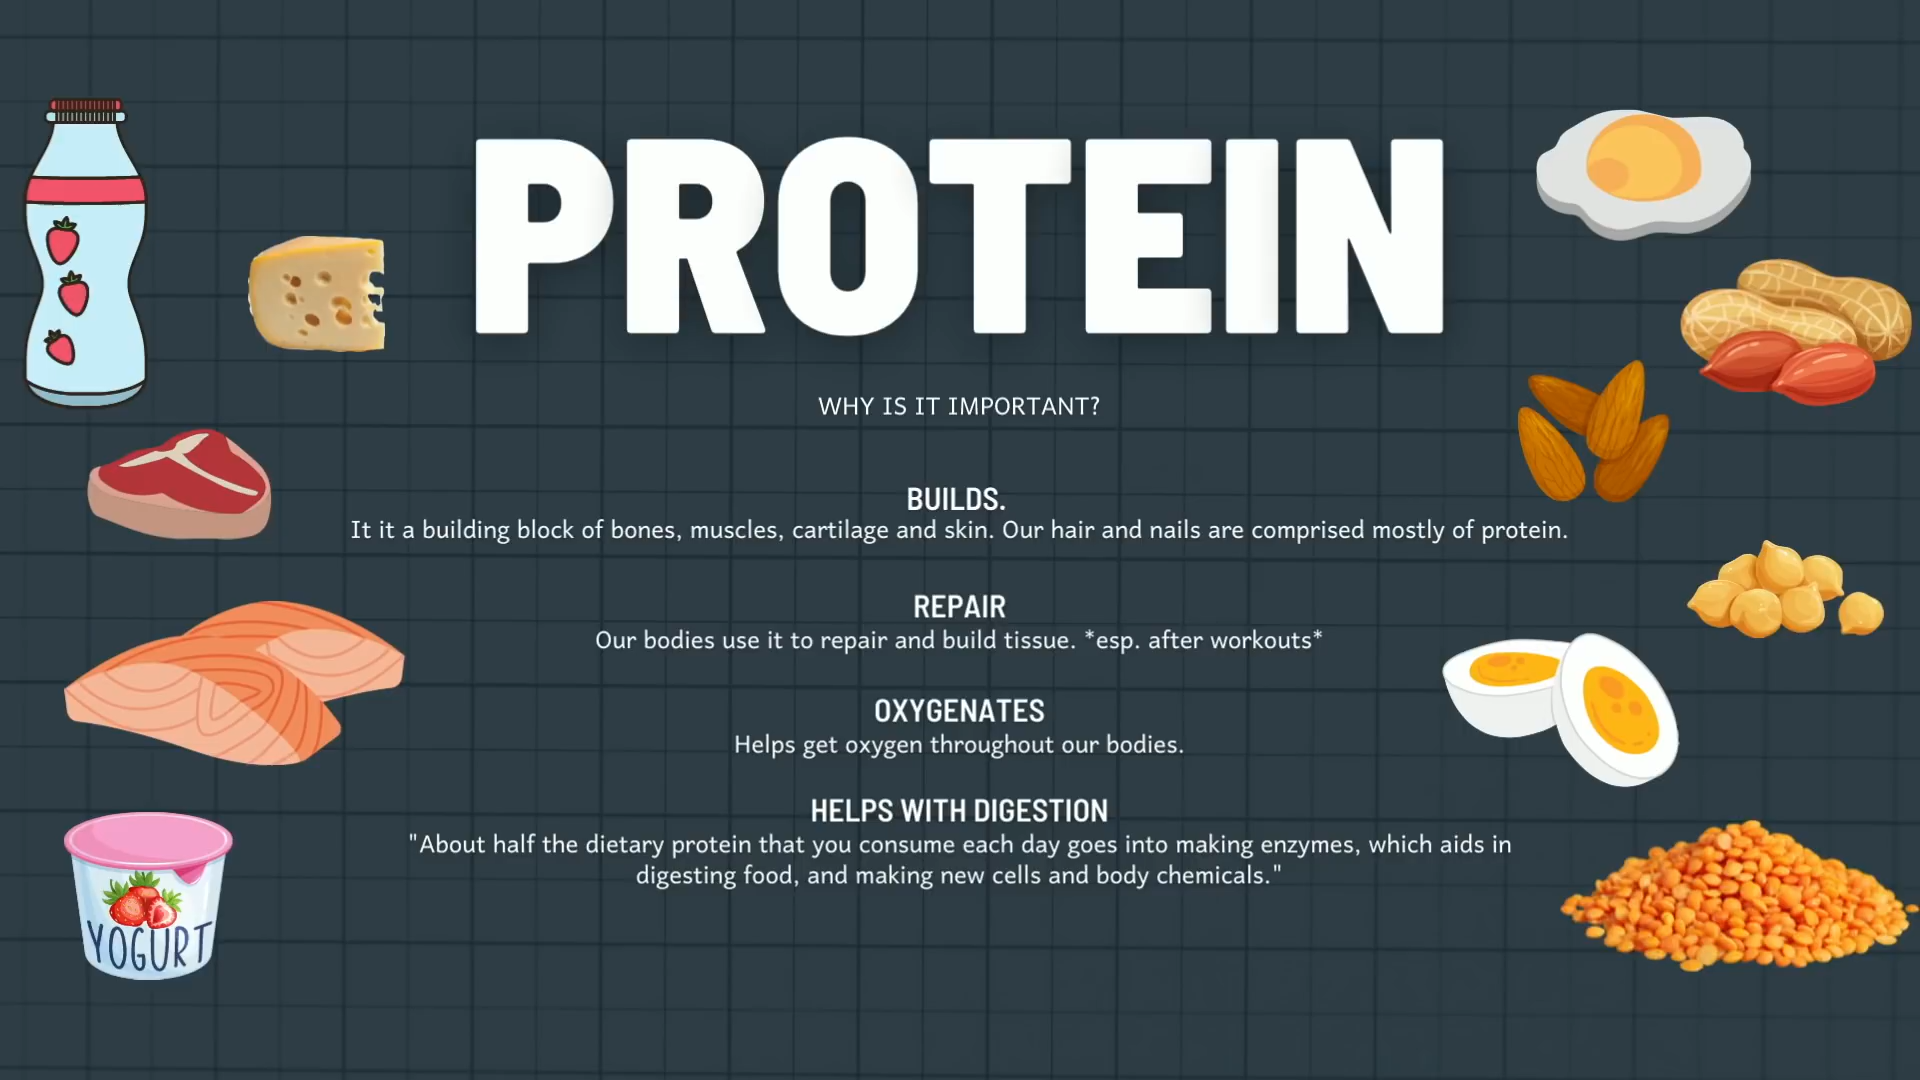 PROTEIN
WHY IS IT IMPORTANT?
BUILDS.
It it a building block of bones, muscles, cartilage and skin. Our hair and nails are comprised mostly of protein.
REPAIR
Our bodies use it to repair and build tissue. *esp. after workouts*
OXYGENATES
Helps get oxygen throughout our bodies.
HELPS WITH DIGESTION
"About half the dietary protein that you consume each day goes into making enzymes, which aids in
digesting food, and making new cells and body chemicals."
YOGURT